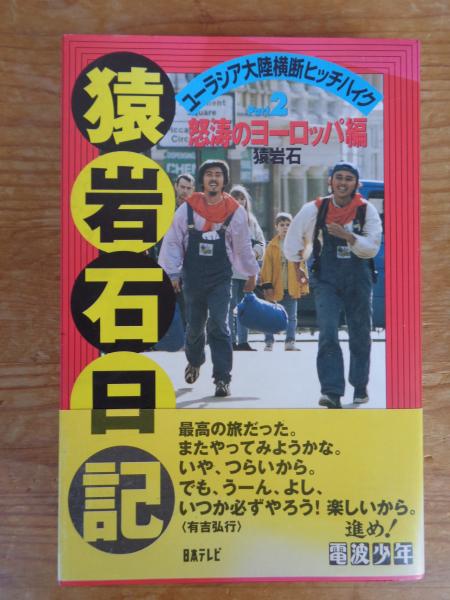 猿岩石日記
ユーラシア大陸横断ヒッチハイク
Part 2
怒涛のヨーロッパ編
猿岩石
最高の旅だった。
またやってみようかな。
いや、つらいから。
でも、うーん、よし、
いつか必ずやろう!楽しいから。
〈有吉弘行〉
進め!
電波少年
日本テレビ